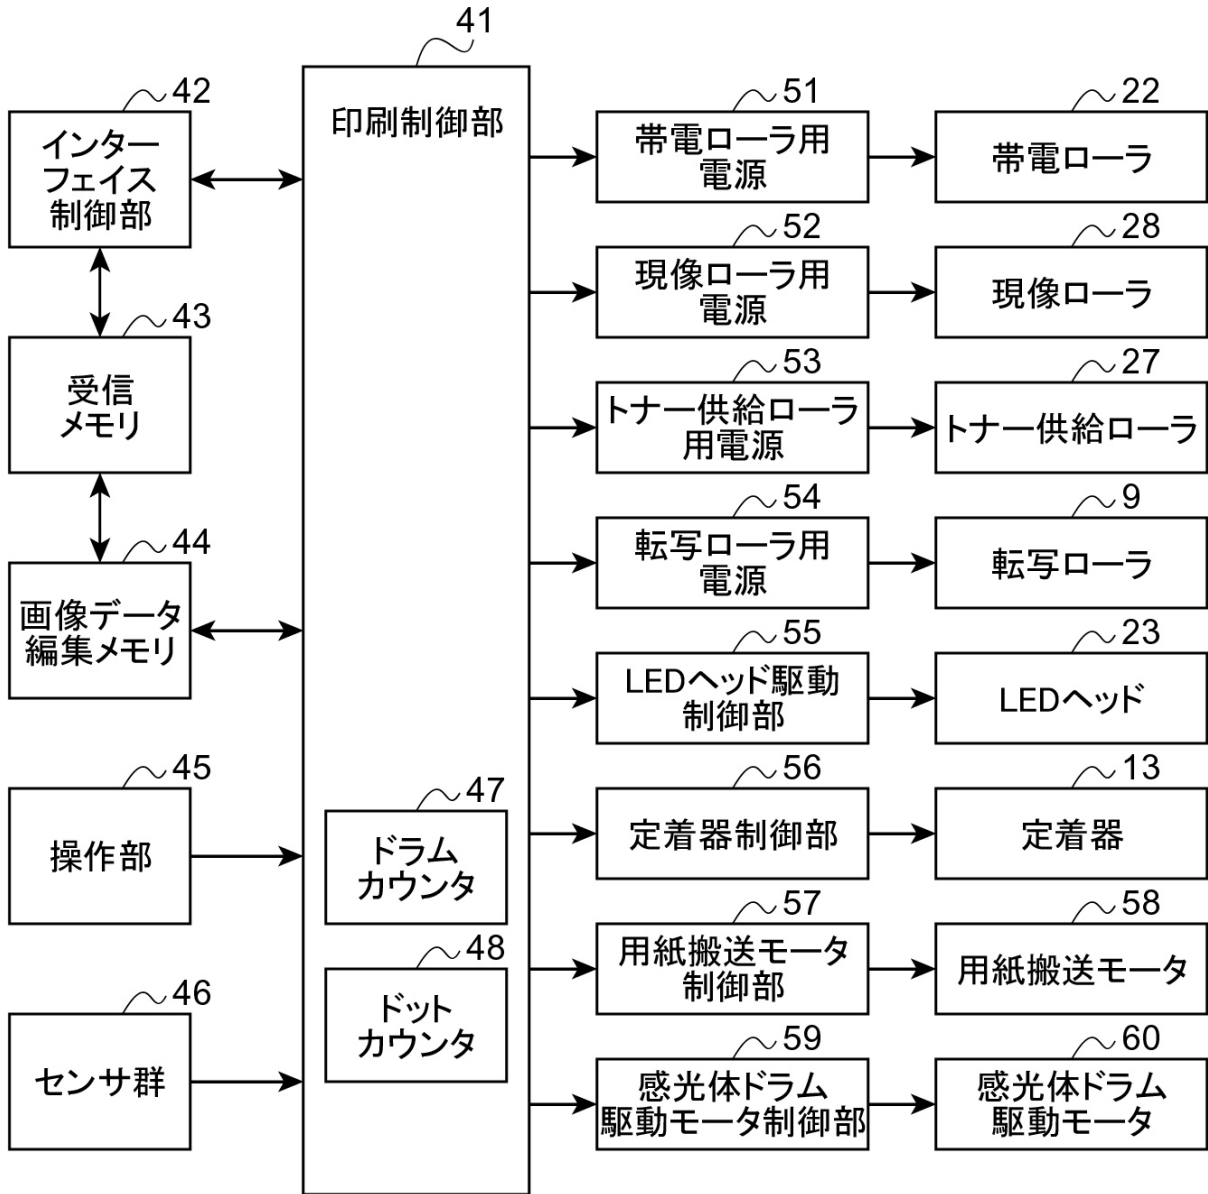 41
印刷制御部
42
インター
フェイス
制御部
43
受信
メモリ
44
画像データ
編集メモリ
45
操作部
46
センサ群
47
ドラム
カウンタ
48
ドット
カウンタ
51
帯電ローラ用
電源
22
帯電ローラ
52
現像ローラ用
電源
28
現像ローラ
53
トナー供給ローラ
用電源
27
トナー供給ローラ
54
転写ローラ用
電源
9
転写ローラ
55
LEDヘッド駆動
制御部
23
LEDヘッド
56
定着器制御部
13
定着器
57
用紙搬送モータ
制御部
58
用紙搬送モータ
59
感光体ドラム
駆動モータ制御部
60
感光体ドラム
駆動モータ